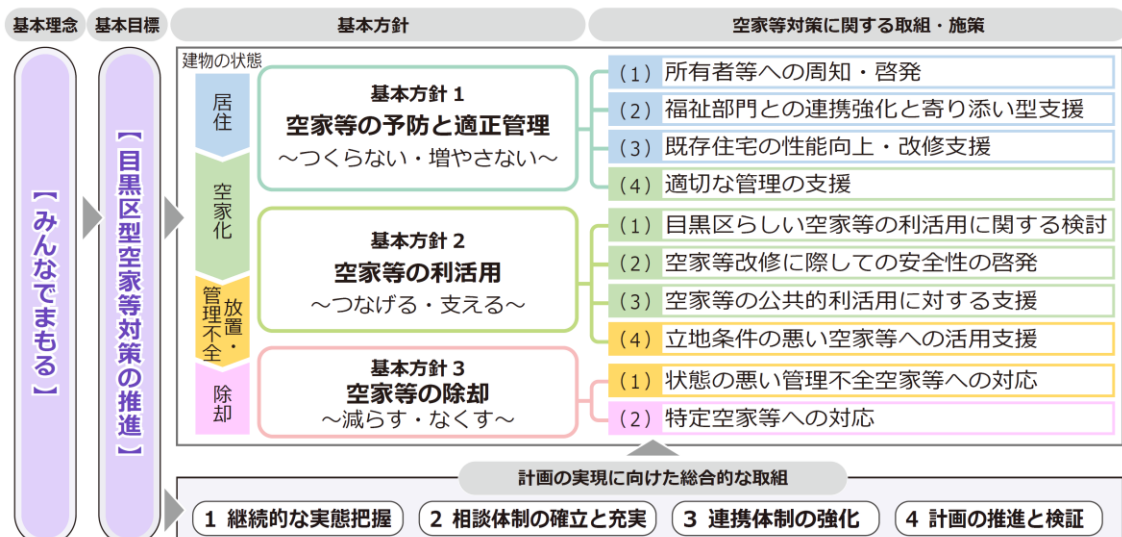 基本理念
基本目標
基本方針
空家等対策に関する取組・施策
【みんなでまもる】
【目黒区型空家等対策の推進】
建物の状態
居住
空家化
放置・
管理不全
除却
基本方針 1
空家等の予防と適正管理
～つくらない・増やさない～
(1) 所有者等への周知・啓発
(2) 福祉部門との連携強化と寄り添い型支援
(3) 既存住宅の性能向上・改修支援
(4) 適切な管理の支援
基本方針 2
空家等の利活用
～つなげる・支える～
(1) 目黒区らしい空家等の利活用に関する検討
(2) 空家等改修に際しての安全性の啓発
(3) 空家等の公共的利活用に対する支援
(4) 立地条件の悪い空家等への活用支援
基本方針 3
空家等の除却
～減らす・なくす～
(1) 状態の悪い管理不全空家等への対応
(2) 特定空家等への対応
計画の実現に向けた総合的な取組
1 継続的な実態把握
2 相談体制の確立と充実
3 連携体制の強化
4 計画の推進と検証